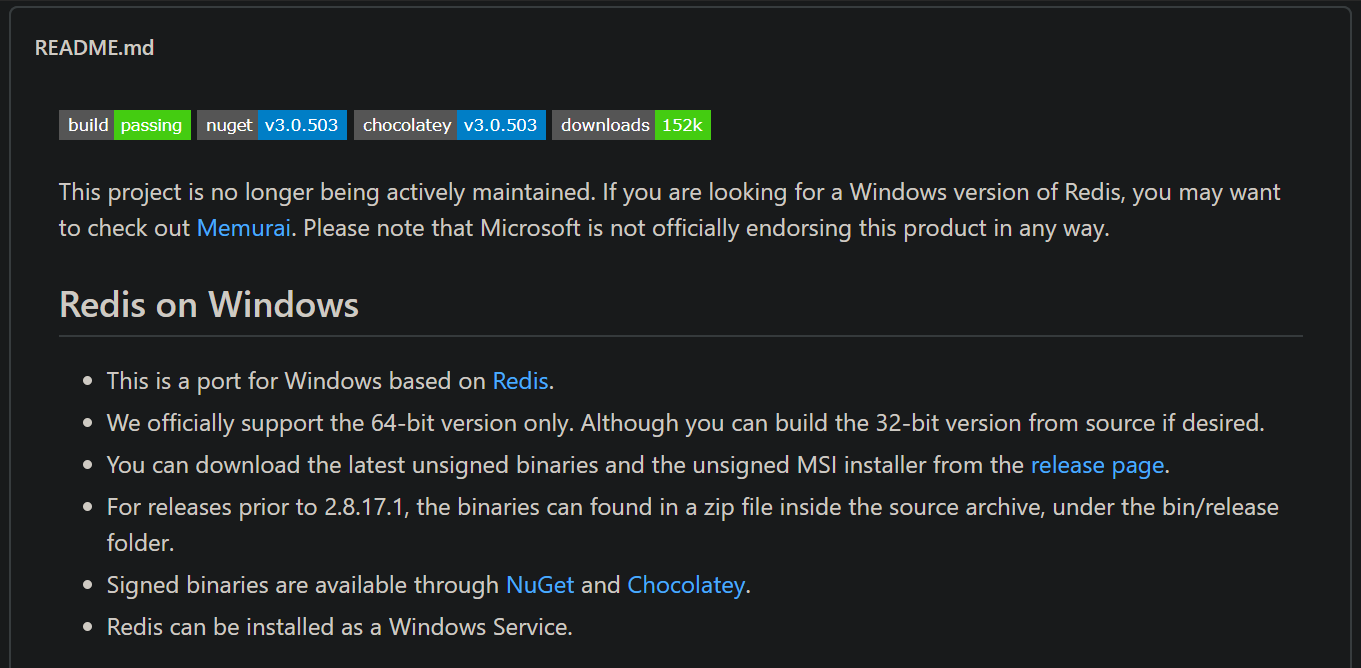 README.md
build passing nuget v3.0.503 chocolatey v3.0.503 downloads 152k
This project is no longer being actively maintained. If you are looking for a Windows version of Redis, you may want
to check out Memurai. Please note that Microsoft is not officially endorsing this product in any way.
Redis on Windows
• This is a port for Windows based on Redis.
• We officially support the 64-bit version only. Although you can build the 32-bit version from source if desired.
• You can download the latest unsigned binaries and the unsigned MSI installer from the release page.
• For releases prior to 2.8.17.1, the binaries can found in a zip file inside the source archive, under the bin/release
folder.
• Signed binaries are available through NuGet and Chocolatey.
• Redis can be installed as a Windows Service.